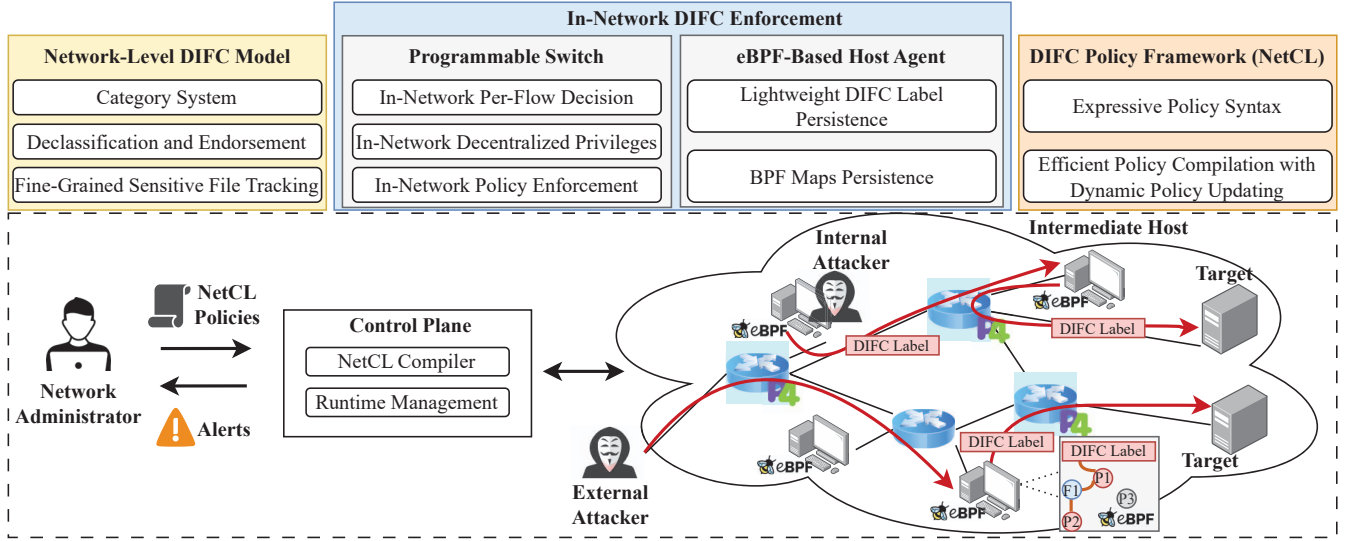 In-Network DIFC Enforcement
Network-Level DIFC Model
Category System
Declassification and Endorsement
Fine-Grained Sensitive File Tracking
Programmable Switch
In-Network Per-Flow Decision
In-Network Decentralized Privileges
In-Network Policy Enforcement
eBPF-Based Host Agent
Lightweight DIFC Label
Persistence
BPF Maps Persistence
DIFC Policy Framework (NetCL)
Expressive Policy Syntax
Efficient Policy Compilation with
Dynamic Policy Updating
Network
Administrator
NetCL
Policies
Alerts
Control Plane
NetCL Compiler
Runtime Management
External
Attacker
Internal
Attacker
Intermediate Host
Target
eBPF
eBPF
DIFC Label
DIFC Label
P4
P4
P4
eBPF
DIFC Label
eBPF
Target
DIFC Label
P1
F1
P3
P2
eBPF